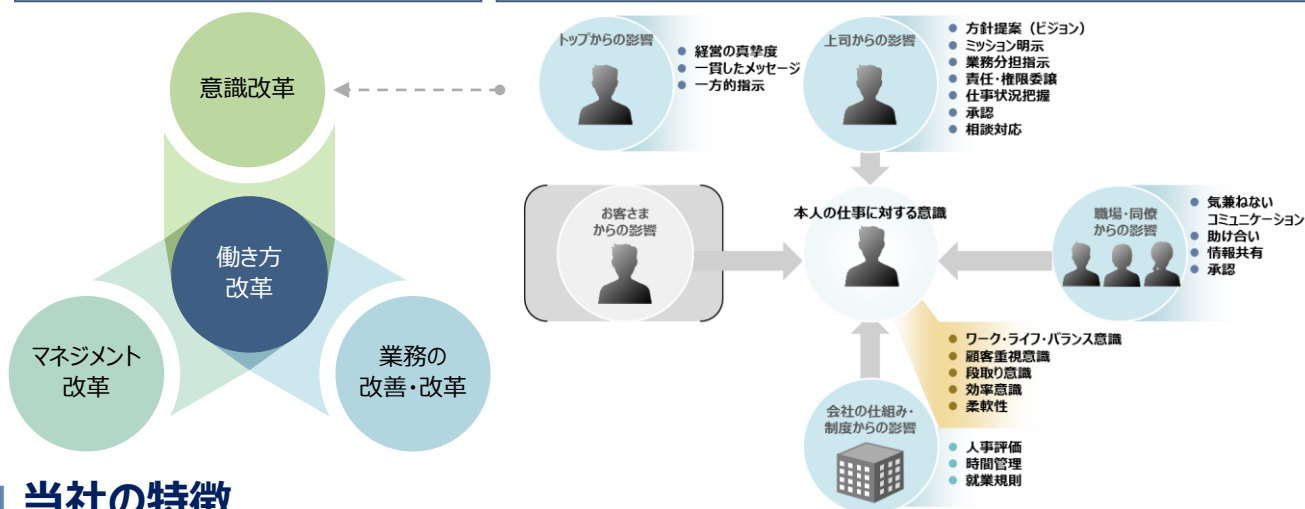 意識改革
働き方
改革
マネジメント
改革
業務の
改善・改革
トップからの影響
経営の真摯度
一貫したメッセージ
一方的指示
上司からの影響
方針提案（ビジョン）
ミッション明示
業務分担指示
責任・権限委譲
仕事状況把握
承認
相談対応
お客さま
からの影響
本人の仕事に対する意識
職場・同僚
からの影響
気兼ねない
コミュニケーション
助け合い
情報共有
承認
ワーク・ライフ・バランス意識
顧客重視意識
段取り意識
効率意識
柔軟性
会社の仕組み・
制度からの影響
人事評価
時間管理
就業規則
当社の特徴